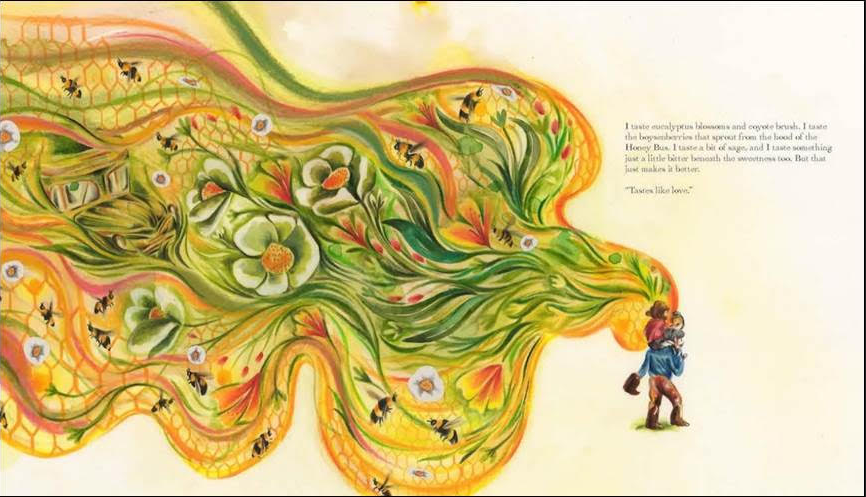 I taste eucalyptus blossoms and coyote brush. I taste
the boysenberries that sprout from the hood of the
Honey Bus. I taste a bit of sage, and I taste something
just a little bitter beneath the sweetness too. But that
just makes it better.
"Tastes like love."